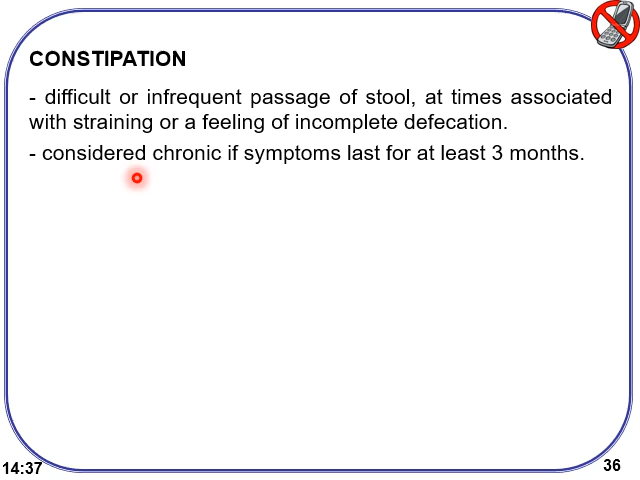 CONSTIPATION
- difficult or infrequent passage of stool, at times associated
with straining or a feeling of incomplete defecation.
- considered chronic if symptoms last for at least 3 months.
14:37
36